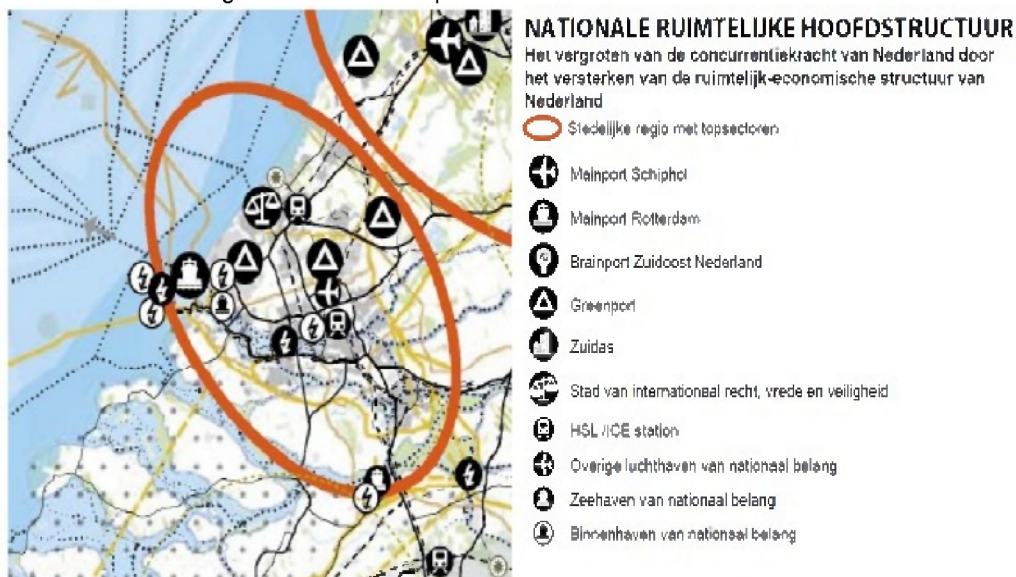 NATIONALE RUIMTELIJKE HOOFDSTRUCTUUR
Het vergroten van de concurrentiekracht van Nederland door
het versterken van de ruimtelijk-economische structuur van
Nederland
Stedelijke regio met topsectoren
Mainport Schiphol
Mainport Rotterdam
Brainport Zuidoost Nederland
Greenport
Zuidas
Stad van internationaal recht, vrede en veiligheid
HSL /ICE station
Overige luchthaven van nationaal belang
Zeehaven van nationaal belang
Binnenhaven van nationaal belang